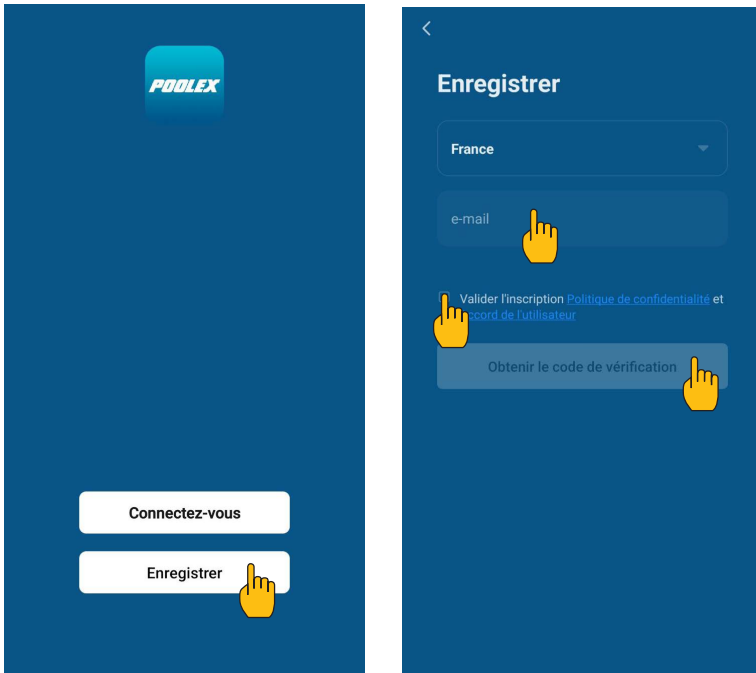 POOLEX
Connectez-vous
Enregistrer
Enregistrer
France
e-mail
Valider l'inscription Politique de confidentialité et
ccord de l'utilisateur
Obtenir le code de vérification